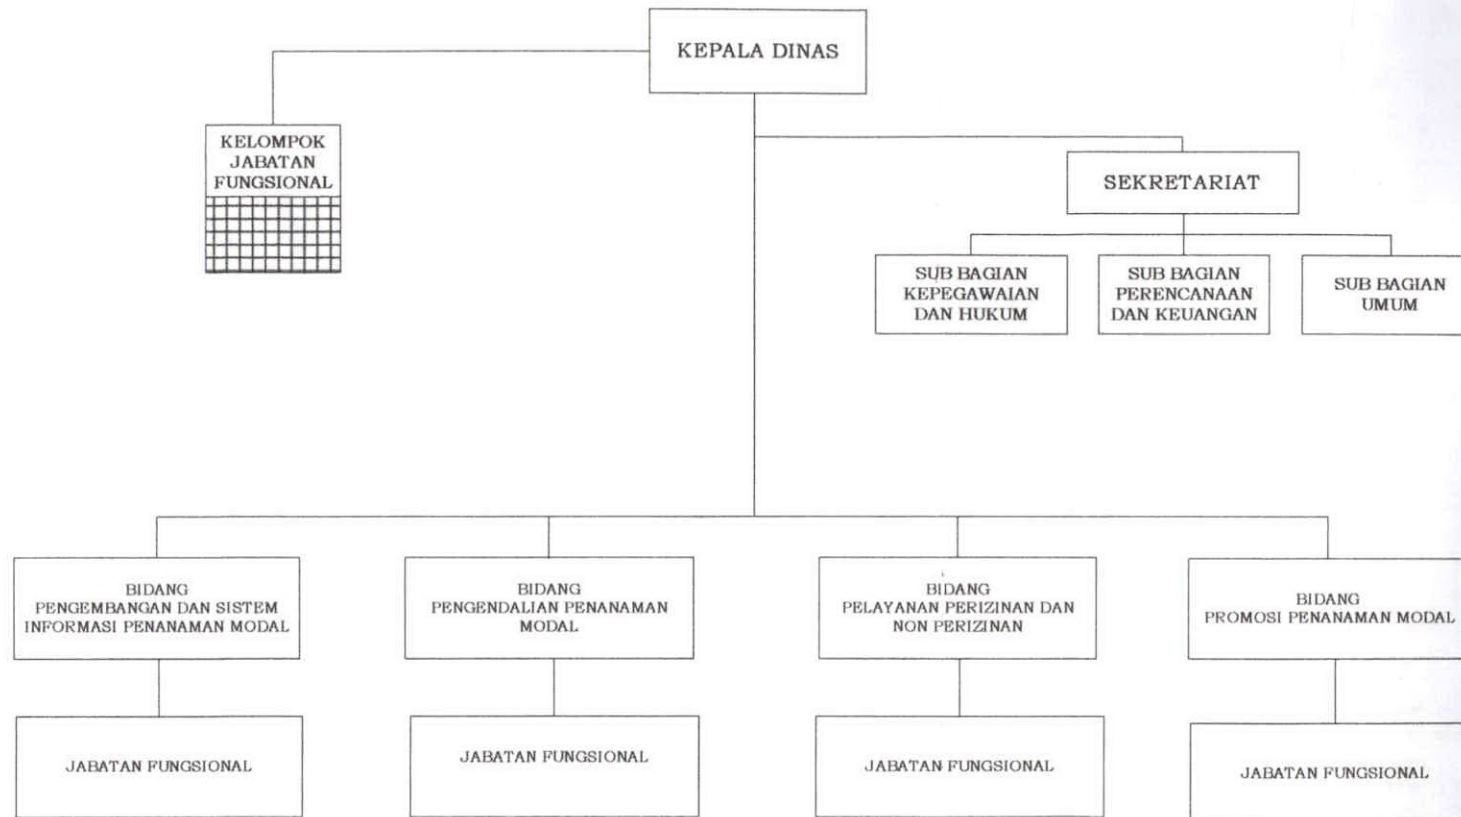 KEPALA DINAS
KELOMPOK
JABATAN
FUNGSIONAL
SEKRETARIAT
SUB BAGIAN
KEPEGAWAIAN
DAN HUKUM
SUB BAGIAN
PERENCANAAN
DAN KEUANGAN
SUB BAGIAN
UMUM
BIDANG
PENGEMBANGAN DAN SISTEM
INFORMASI PENANAMAN MODAL
BIDANG
PENGENDALIAN PENANAMAN
MODAL
BIDANG
PELAYANAN PERIZINAN DAN
NON PERIZINAN
BIDANG
PROMOSI PENANAMAN MODAL
JABATAN FUNGSIONAL
JABATAN FUNGSIONAL
JABATAN FUNGSIONAL
JABATAN FUNGSIONAL